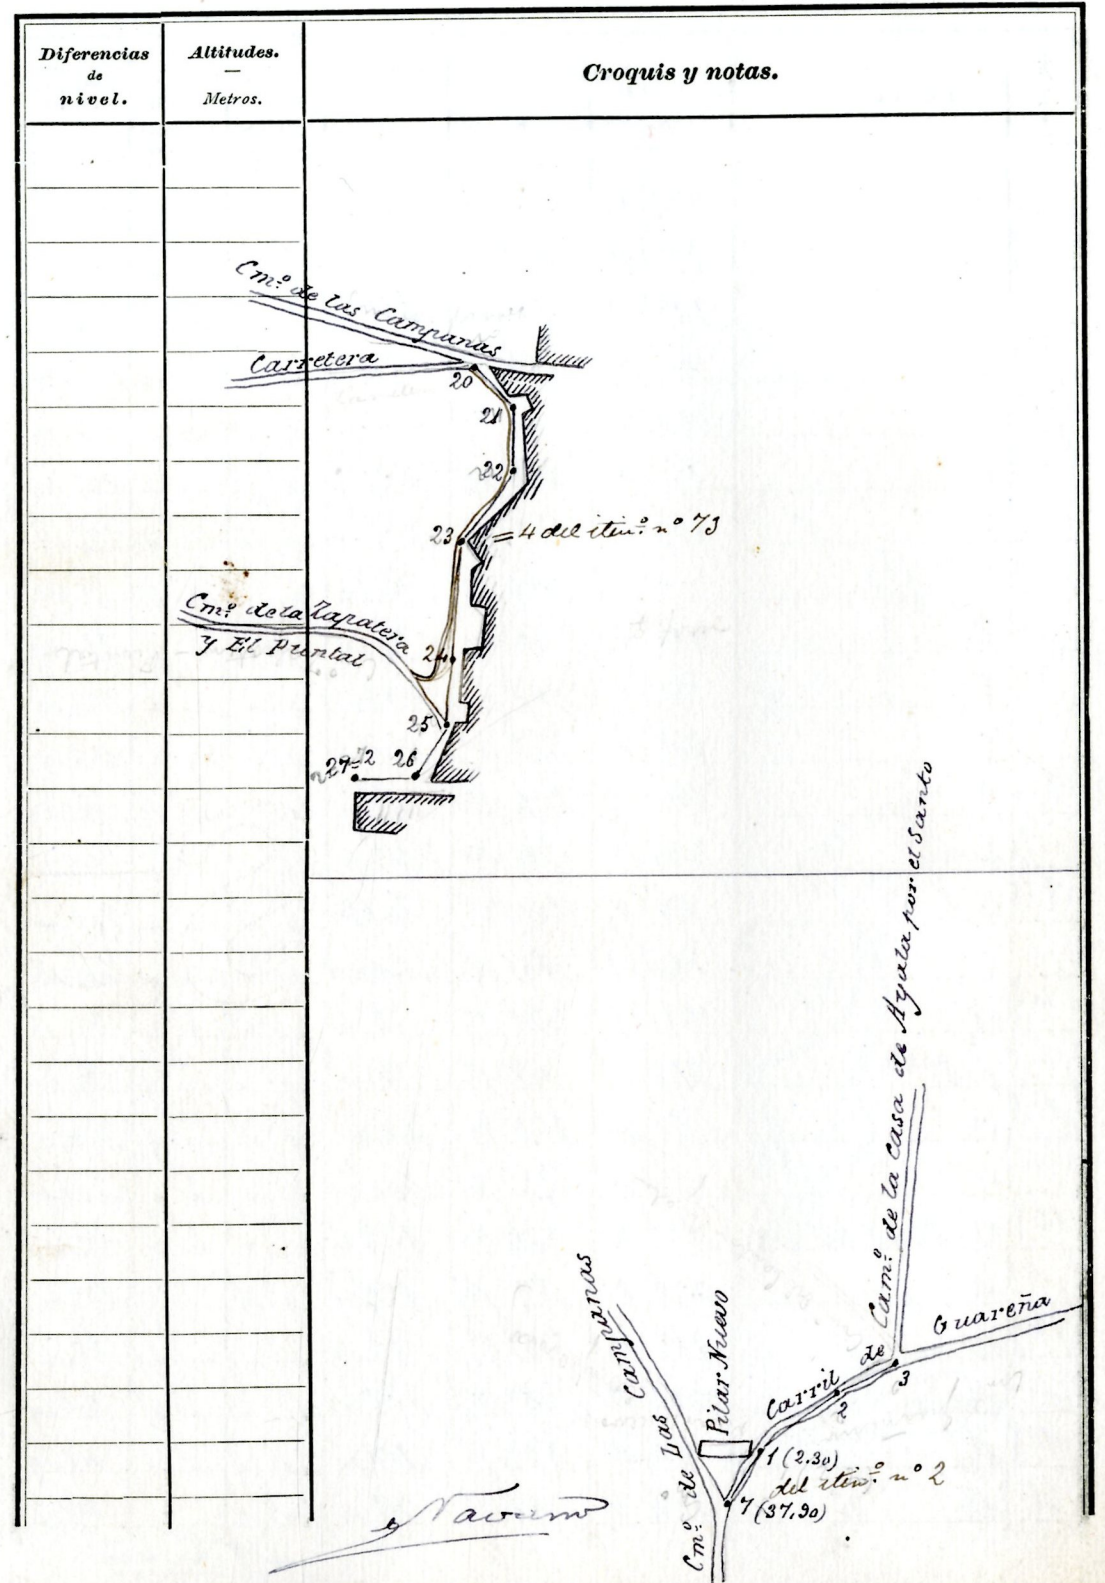 Diferencias
de
nivel.
Altitudes.
Metros.
Croquis y notas.
Cmº de las Campanas
Carretera
20
21
22
23 = 4 del itinº nº 73
Cmº de la Zapatera
y El Puntal
24
25
27=72 26
Camº de la Casa de Ayala por el Santo
Cmº de Las Campanas
Pilar Nuevo
Carril de Guareña
3
2
1 (2.30)
del itinº nº 2
7 (37.90)
Navarro